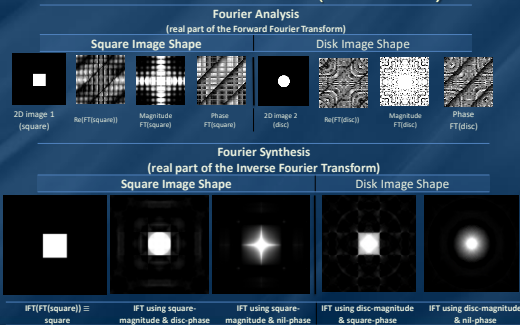 Fourier Analysis
(real part of the Forward Fourier Transform)
Square Image Shape
Disk Image Shape
2D image 1
(square)
Re(FT(square))
Magnitude
FT(square)
Phase
FT(square)
2D image 2
(disc)
Re(FT(disc))
Magnitude
FT(disc)
Phase
FT(disc)
Fourier Synthesis
(real part of the Inverse Fourier Transform)
Square Image Shape
Disk Image Shape
IFT(FT(square)) ≡
square
IFT using square-
magnitude & disc-phase
IFT using square-
magnitude & nil-phase
IFT using disc-magnitude
& square-phase
IFT using disc-magnitude
& nil-phase